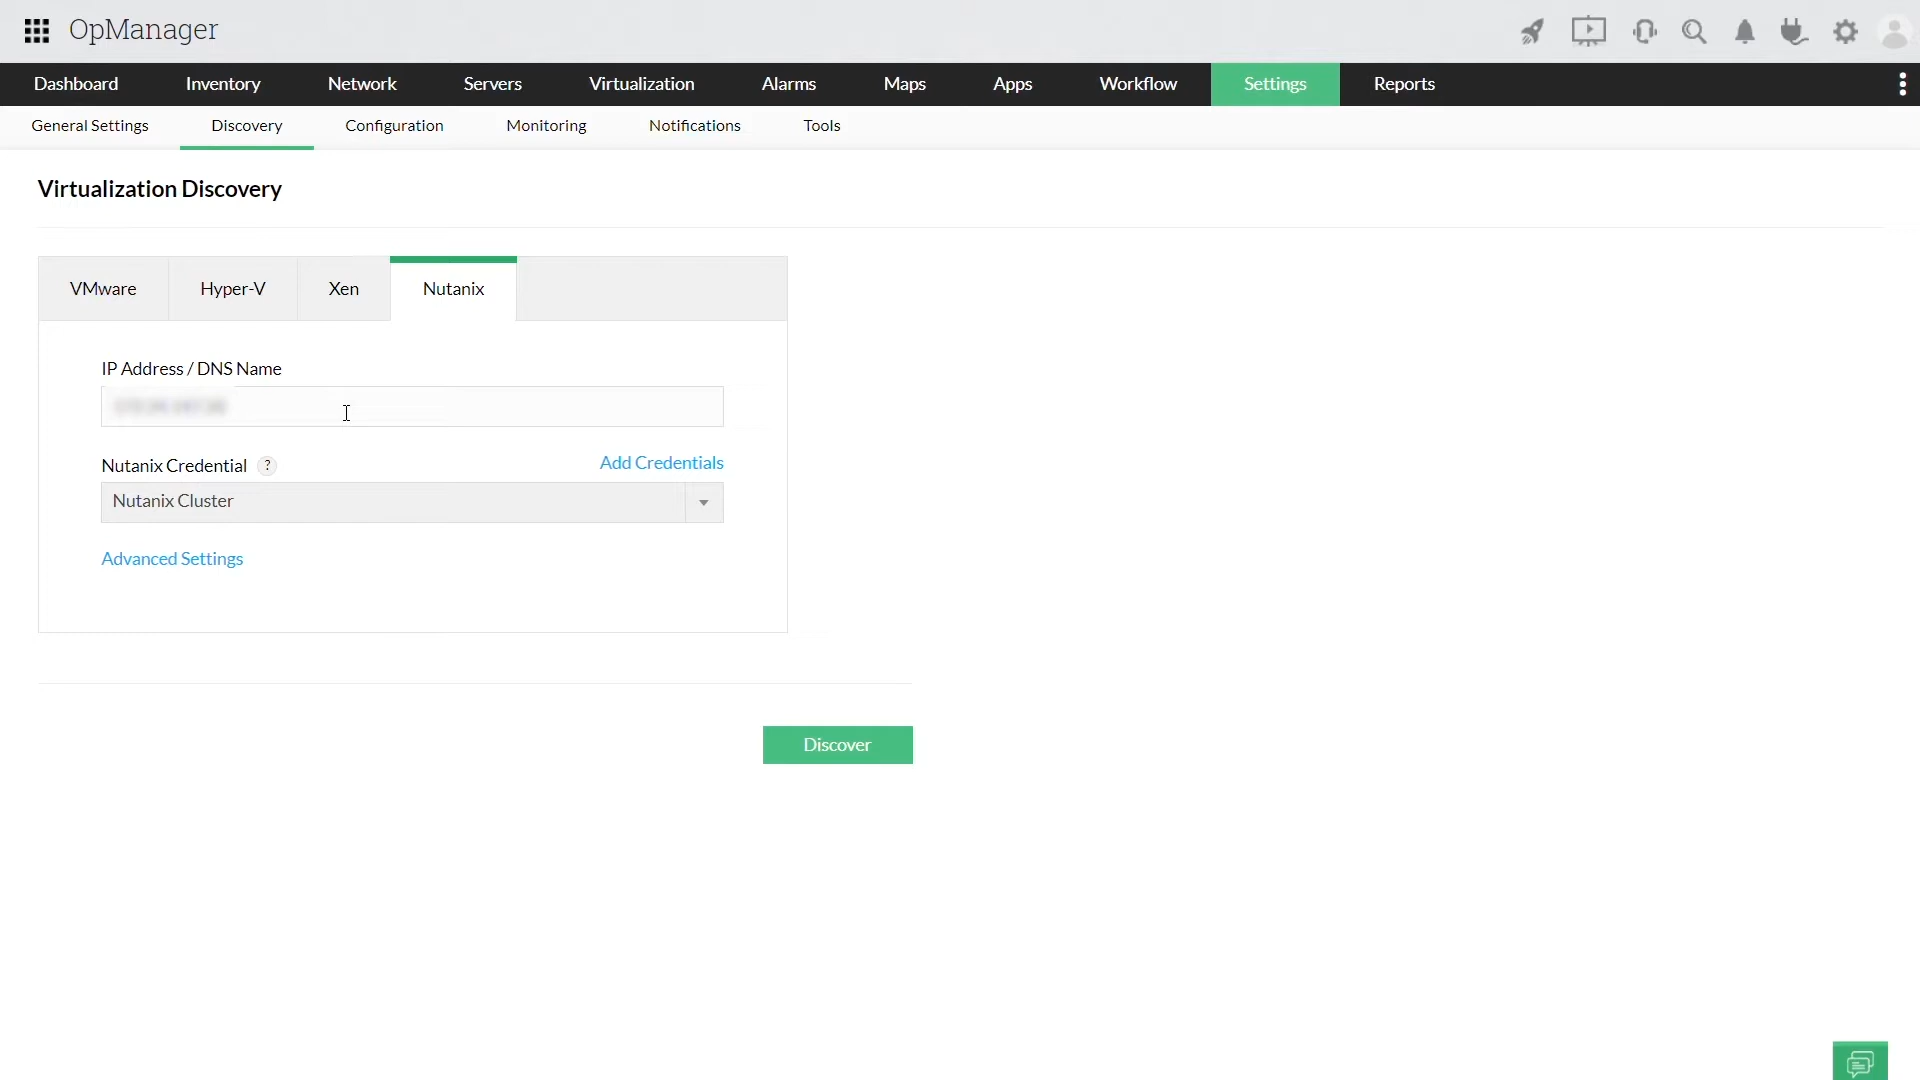 OpManager
Dashboard Inventory Network Servers Virtualization Alarms Maps Apps Workflow Settings Reports
General Settings Discovery Configuration Monitoring Notifications Tools
Virtualization Discovery
VMware Hyper-V Xen Nutanix
IP Address / DNS Name
Nutanix Credential ? Add Credentials
Nutanix Cluster
Advanced Settings
Discover